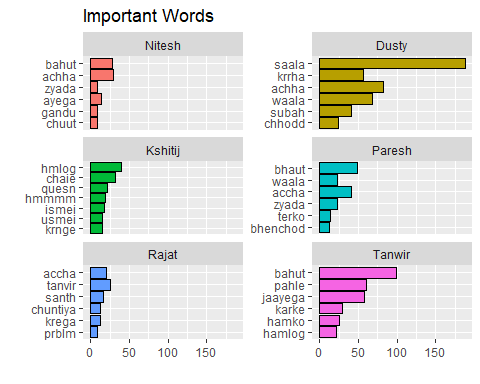 Important Words
Nitesh
bahut
achha
zyada
ayega
gandu
chuut
Dusty
saala
krrha
achha
waala
subah
chhodd
Kshitij
hmlog
chaie
quesn
hmmmm
ismei
usmei
krnge
Paresh
bhaut
waala
accha
zyada
terko
bhenchod
Rajat
accha
tanvir
santh
chuntiya
krega
prblm
Tanwir
bahut
pahle
jaayega
karke
hamko
hamlog
0 50 100 150
0 50 100 150